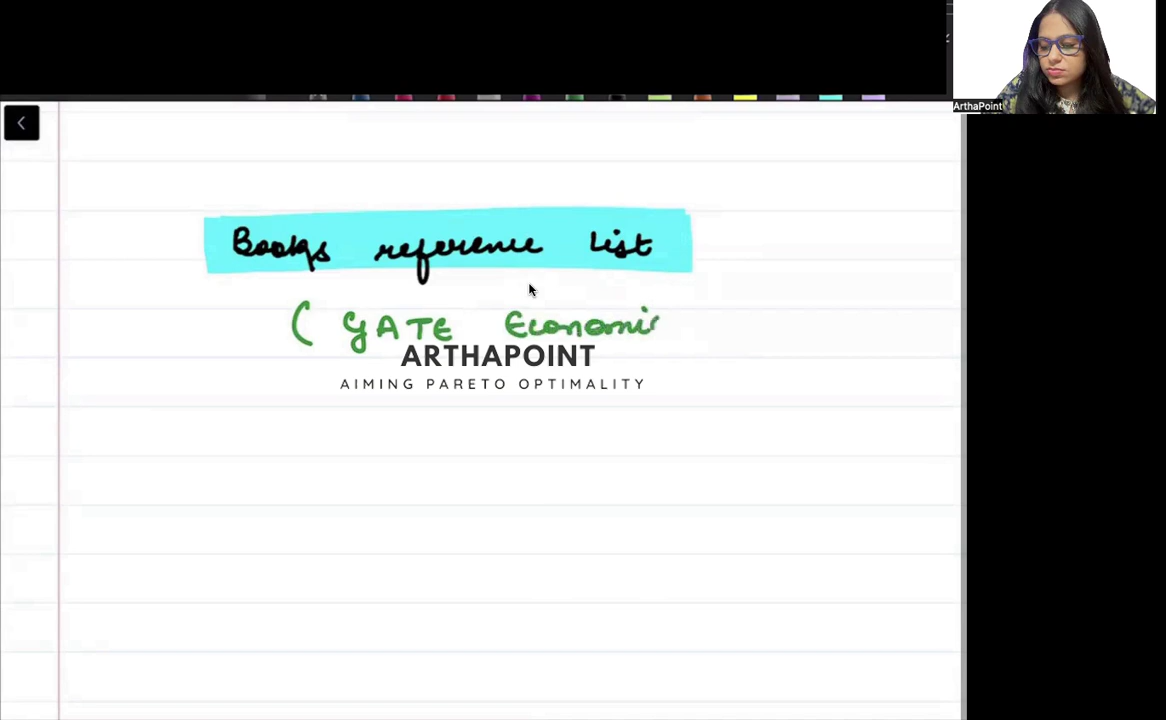 ArthaPoint
Books reference List
( GATE Economic
ARTHAPOINT
AIMING PARETO OPTIMALITY